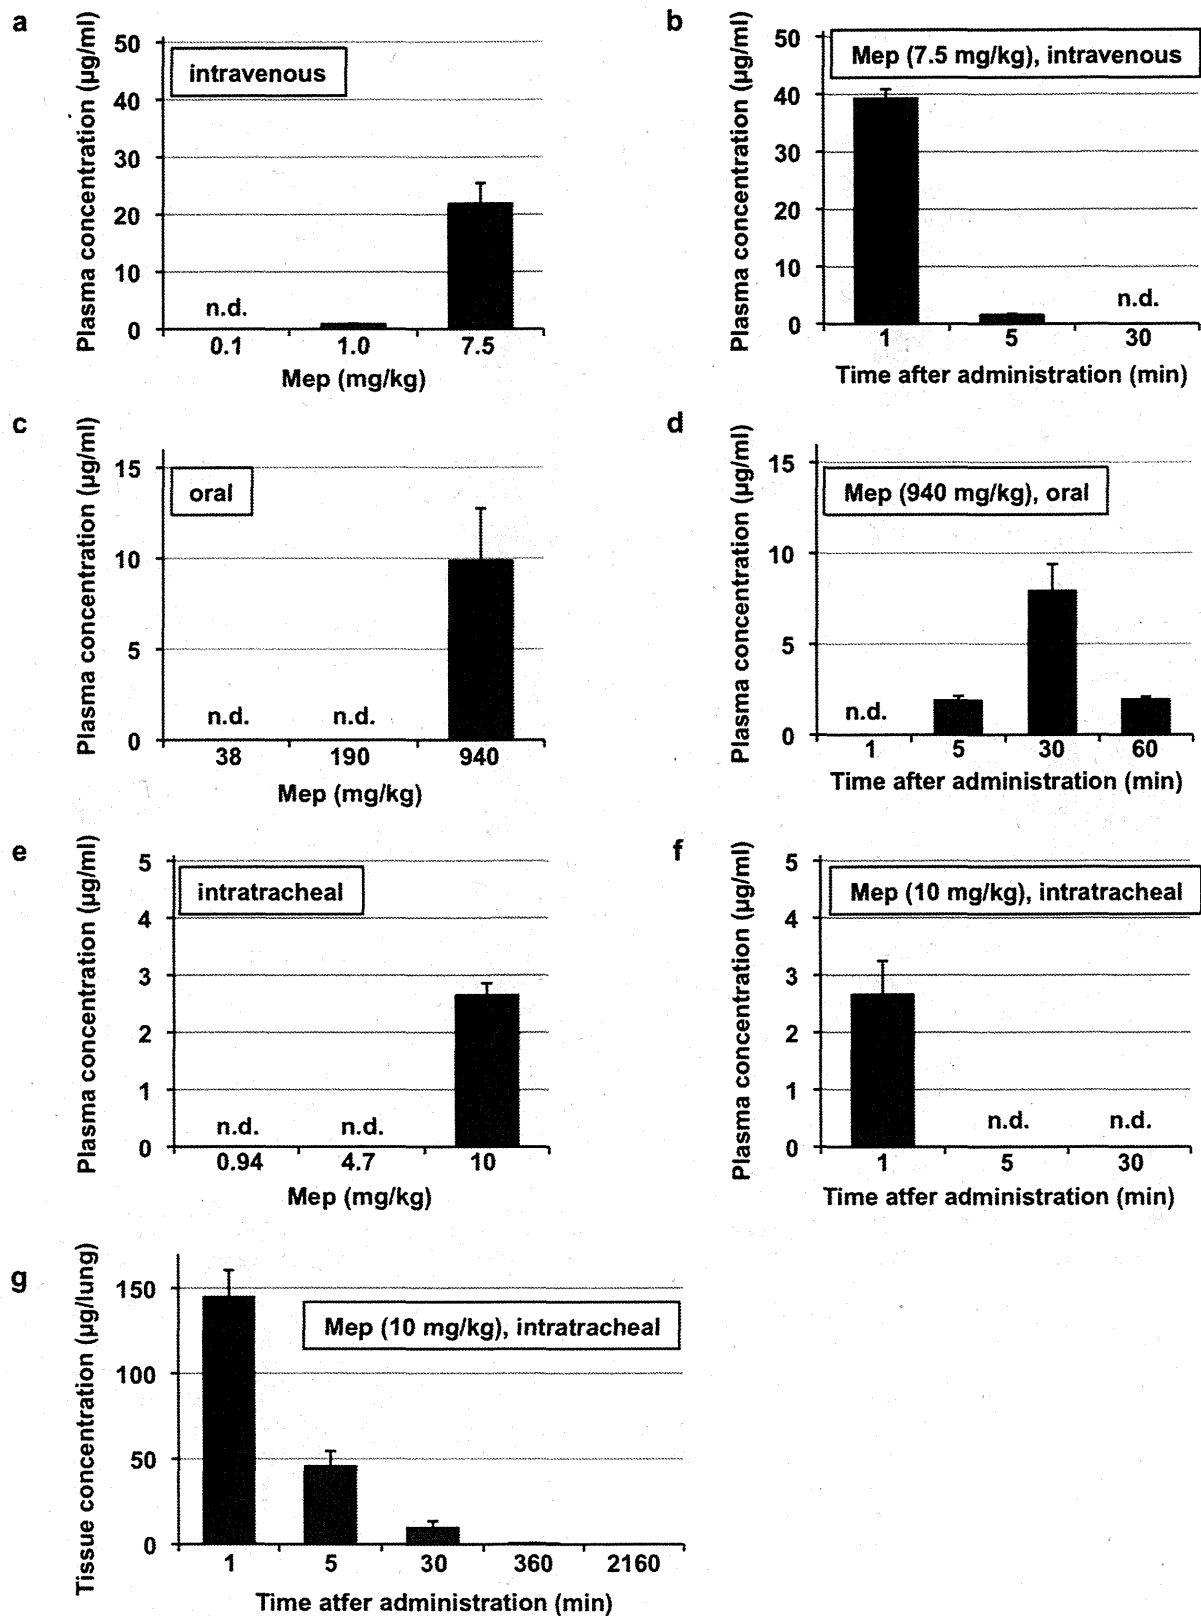 a
Plasma concentration (µg/ml)
50
40
30
20
10
0
intravenous
n.d.
0.1 1.0 7.5
Mep (mg/kg)
b
Plasma concentration (µg/ml)
50
40
30
20
10
0
Mep (7.5 mg/kg), intravenous
n.d.
1 5 30
Time after administration (min)
c
Plasma concentration (µg/ml)
15
10
5
0
oral
n.d. n.d.
38 190 940
Mep (mg/kg)
d
Plasma concentration (µg/ml)
15
10
5
0
Mep (940 mg/kg), oral
n.d.
1 5 30 60
Time after administration (min)
e
Plasma concentration (µg/ml)
5
4
3
2
1
0
intratracheal
n.d. n.d.
0.94 4.7 10
Mep (mg/kg)
f
Plasma concentration (µg/ml)
5
4
3
2
1
0
Mep (10 mg/kg), intratracheal
n.d. n.d.
1 5 30
Time atfer administration (min)
g
Tissue concentration (µg/lung)
150
100
50
0
Mep (10 mg/kg), intratracheal
1 5 30 360 2160
Time atfer administration (min)